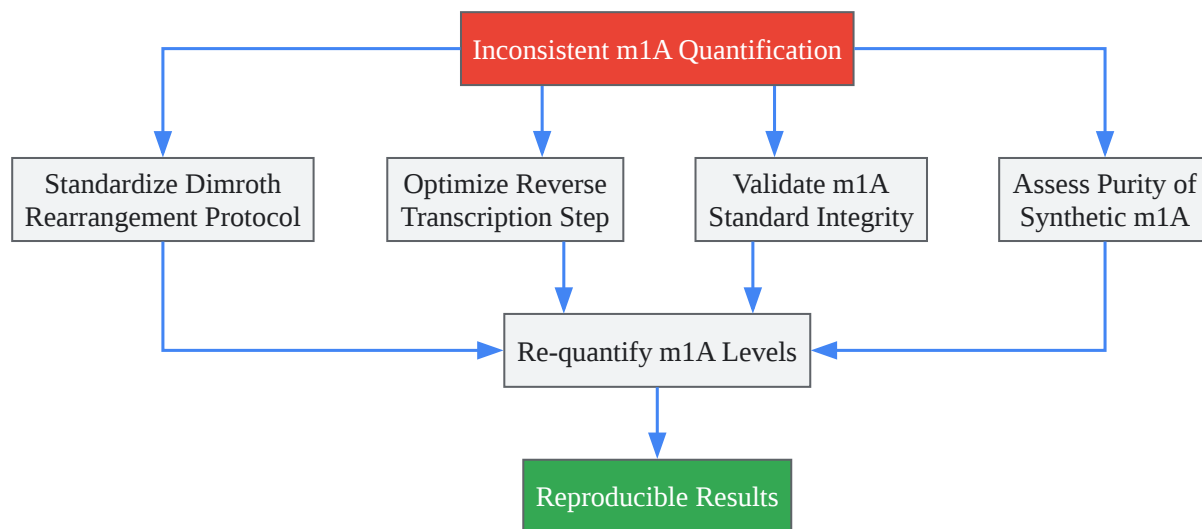 Inconsistent m1A Quantification
Standardize Dimroth
Rearrangement Protocol
Optimize Reverse
Transcription Step
Validate m1A
Standard Integrity
Assess Purity of
Synthetic m1A
Re-quantify m1A Levels
Reproducible Results